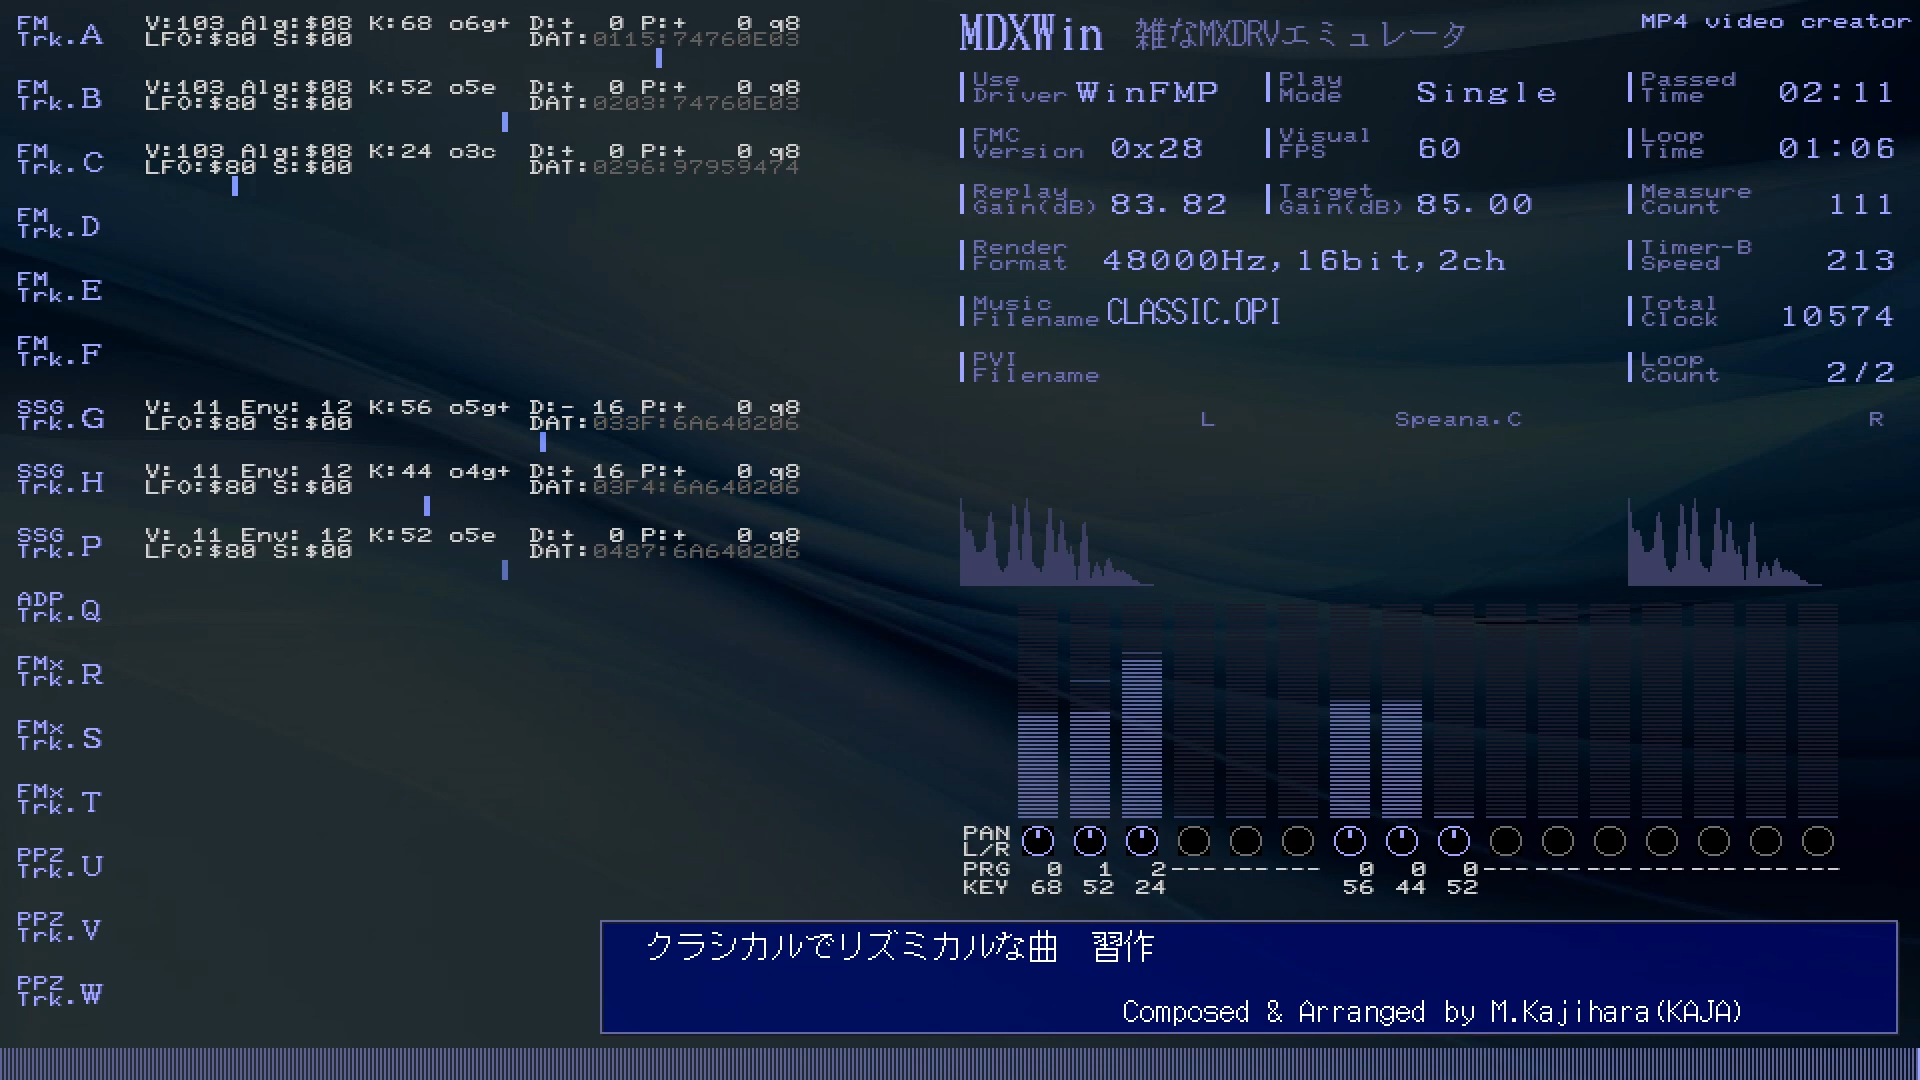 FM Trk.A V:103 Alg:$08 K:68 o6g+ D:+ 0 P:+ 0 q8
LFO:$80 S:$00 DAT:0115:74760E03
FM Trk.B V:103 Alg:$08 K:52 o5e D:+ 0 P:+ 0 q8
LFO:$80 S:$00 DAT:0203:74760E03
FM Trk.C V:103 Alg:$08 K:24 o3c D:+ 0 P:+ 0 q8
LFO:$80 S:$00 DAT:0296:97959474
FM Trk.D
FM Trk.E
FM Trk.F
SSG Trk.G V: 11 Env: 12 K:56 o5g+ D:- 16 P:+ 0 q8
LFO:$80 S:$00 DAT:033F:6A640206
SSG Trk.H V: 11 Env: 12 K:44 o4g+ D:+ 16 P:+ 0 q8
LFO:$80 S:$00 DAT:03F4:6A640206
SSG Trk.P V: 11 Env: 12 K:52 o5e D:+ 0 P:+ 0 q8
LFO:$80 S:$00 DAT:0487:6A640206
ADP Trk.Q
FMx Trk.R
FMx Trk.S
FMx Trk.T
PPZ Trk.U
PPZ Trk.V
PPZ Trk.W
MDXWin 雑なMXDRVエミュレータ MP4 video creator
Use Driver WinFMP Play Mode Single Passed Time 02:11
FMC Version 0x28 Visual FPS 60 Loop Time 01:06
Replay Gain(dB) 83.82 Target Gain(dB) 85.00 Measure Count 111
Render Format 48000Hz,16bit,2ch Timer-B Speed 213
Music Filename CLASSIC.OPI Total Clock 10574
PVI Filename Loop Count 2/2
L Speana.C R
PAN L/R
PRG 0 1 2 --- --- --- 0 0 0 --- --- --- --- --- --- ---
KEY 68 52 24 56 44 52
クラシカルでリズミカルな曲 習作
Composed & Arranged by M.Kajihara(KAJA)